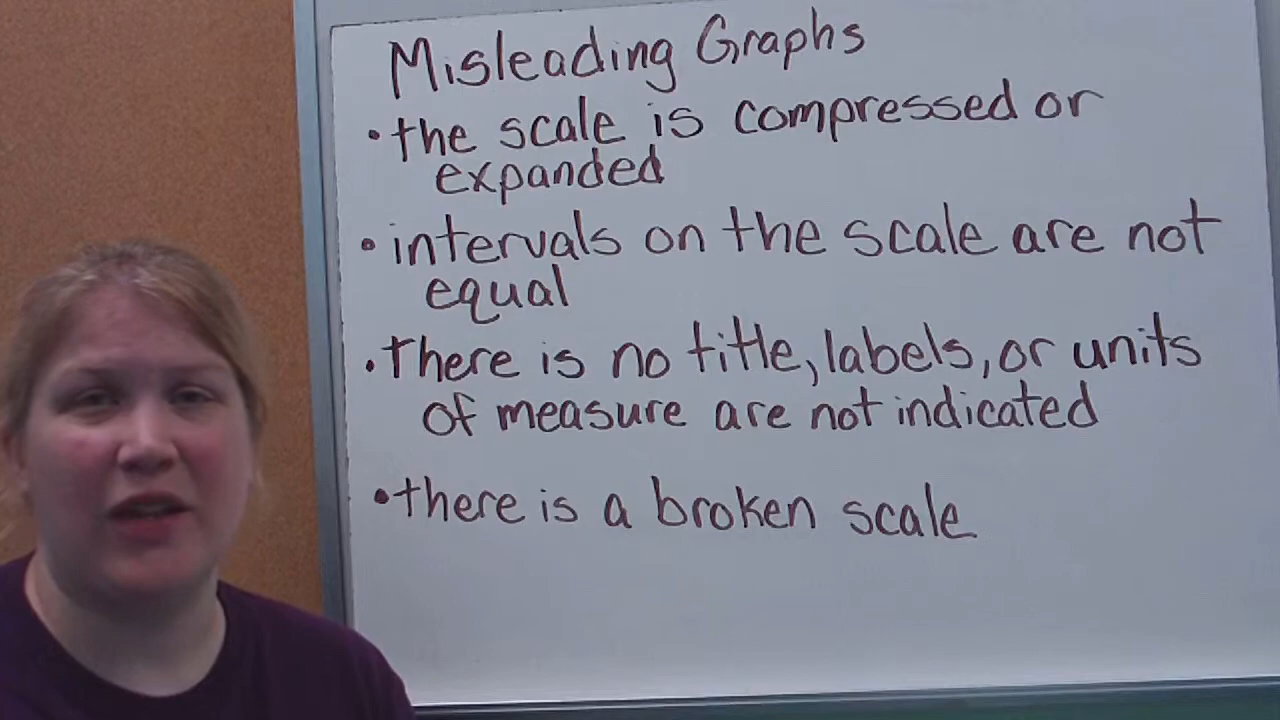 Misleading Graphs
• the scale is compressed or
expanded
• intervals on the scale are not
equal
• there is no title, labels, or units
of measure are not indicated
• there is a broken scale